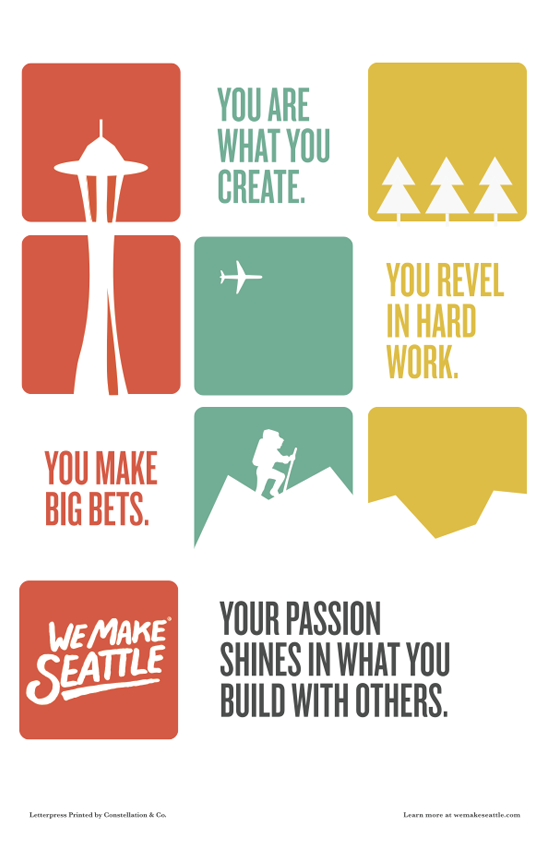 YOU ARE
WHAT YOU
CREATE.
YOU REVEL
IN HARD
WORK.
YOU MAKE
BIG BETS.
WE MAKE®
SEATTLE
YOUR PASSION
SHINES IN WHAT YOU
BUILD WITH OTHERS.
Letterpress Printed by Constellation & Co.
Learn more at wemakeseattle.com